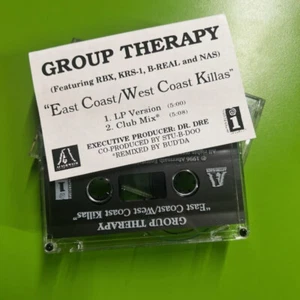 GROUP THERAPY
(Featuring RBX, KRS-1, B-REAL and NAS)
"East Coast/West Coast Killas"
1. LP Version (5:00)
2. Club Mix* (5:08)
EXECUTIVE PRODUCER: DR. DRE
CO-PRODUCED BY STU-B-DOO
*REMIXED BY RUD'DA
i
GROUP THERAPY
"East Coast/West Coast Killas"